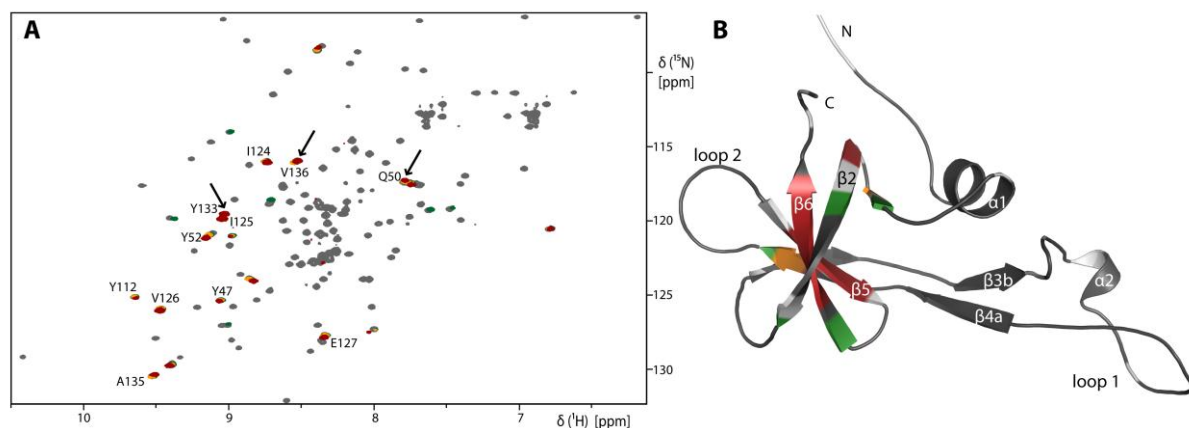 A
δ (¹⁵N)
[ppm]
115
120
125
130
I124
V136
Q50
Y133
I125
Y52
Y112
V126
Y47
E127
A135
10
9
8
7
δ (¹H) [ppm]
B
N
C
loop 2
β2
β6
α1
β5
β3b
α2
β4a
loop 1